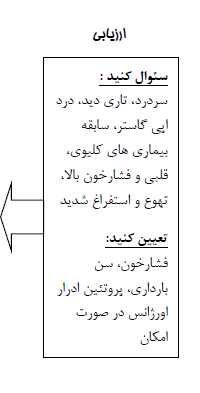 ارزیابی
سئوال کنید :
سردرد، تاری دید، درد
اپی گاستر، سابقه
بیماری های کلیوی،
قلبی و فشارخون بالا،
تهوع و استفراغ شدید
تعیین کنید:
فشارخون، سن
بارداری، پروتئین ادرار
اورژانس در صورت
امکان